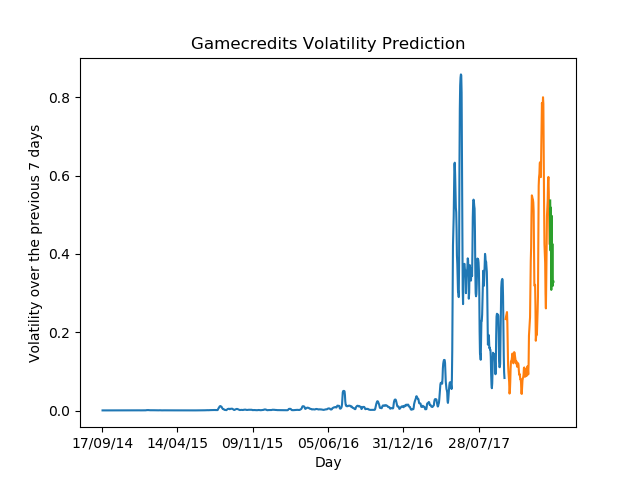 Gamecredits Volatility Prediction
Volatility over the previous 7 days
0.8
0.6
0.4
0.2
0.0
17/09/14 14/04/15 09/11/15 05/06/16 31/12/16 28/07/17
Day